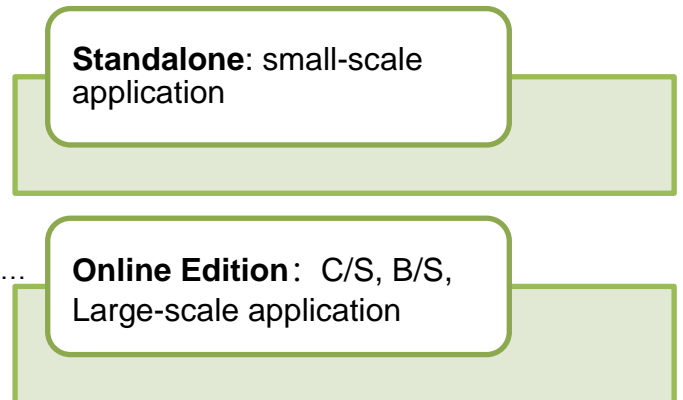 Standalone: small-scale
application
… Online Edition：C/S, B/S,
Large-scale application